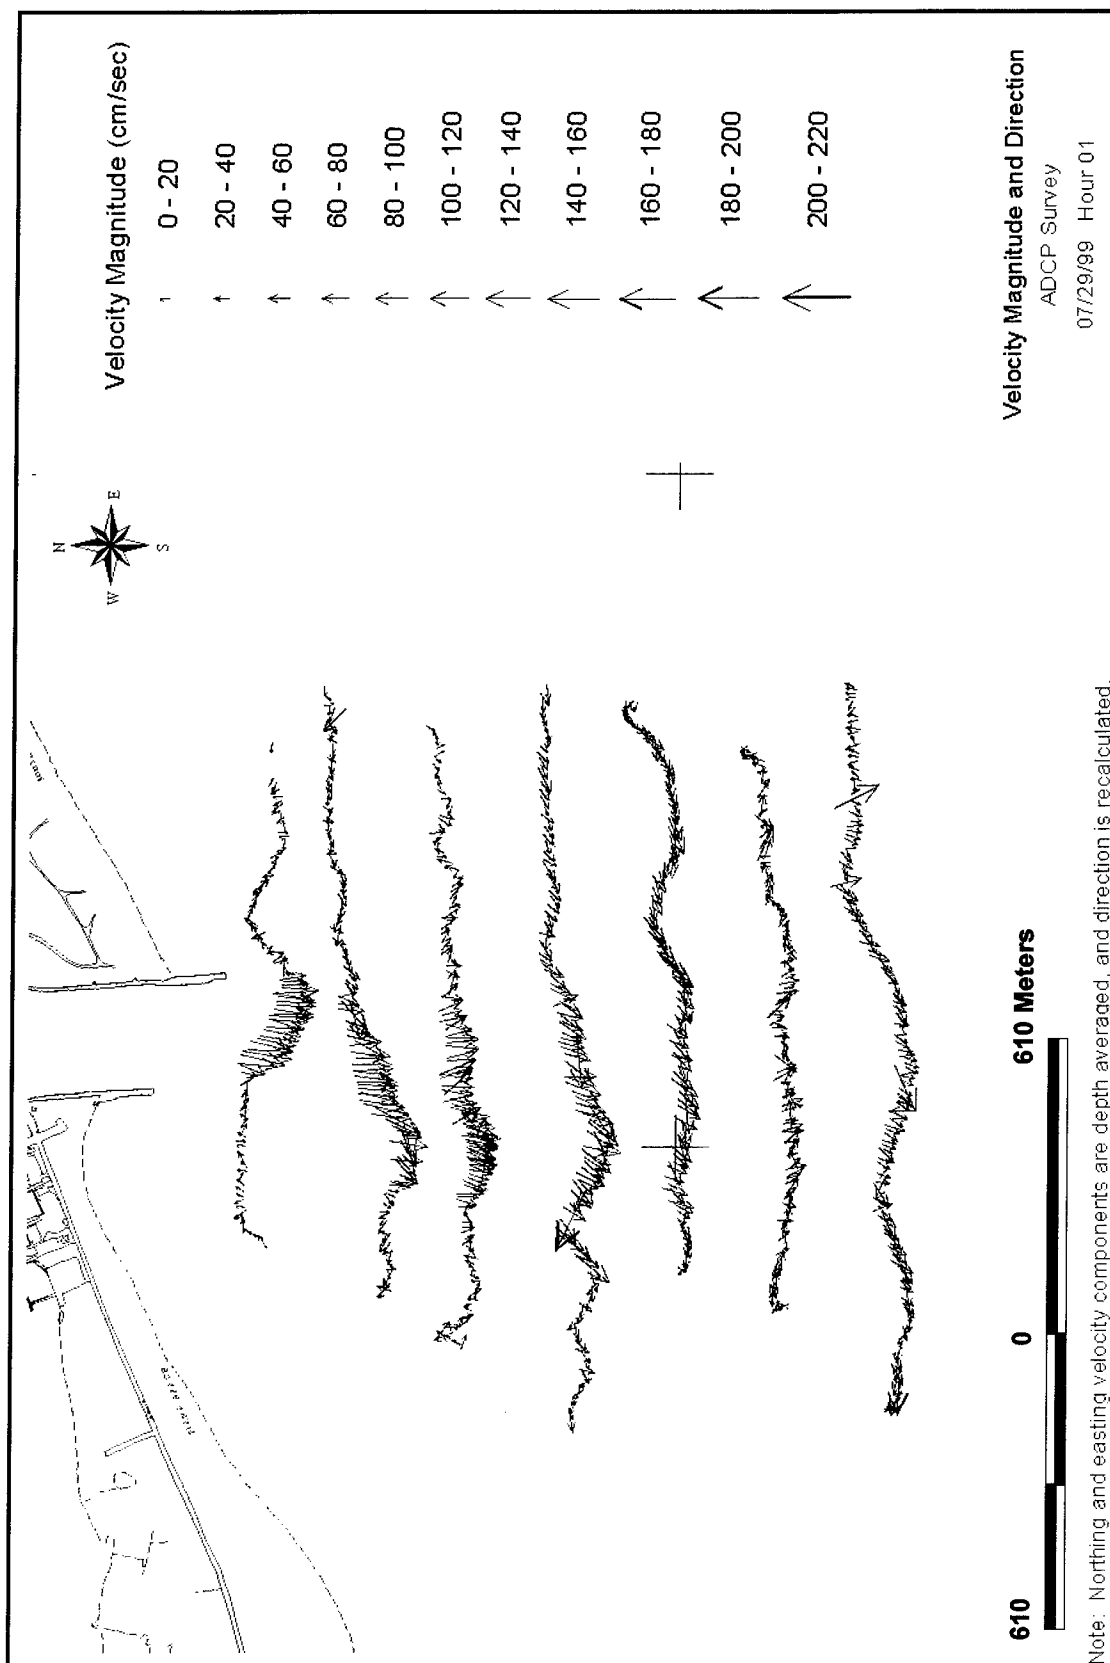 N
W
E
S
Velocity Magnitude (cm/sec)
0 - 20
20 - 40
40 - 60
60 - 80
80 - 100
100 - 120
120 - 140
140 - 160
160 - 180
180 - 200
200 - 220
610
0
610 Meters
Velocity Magnitude and Direction
ADCP Survey
07/29/99 Hour 01
Note: Northing and easting velocity components are depth averaged, and direction is recalculated.